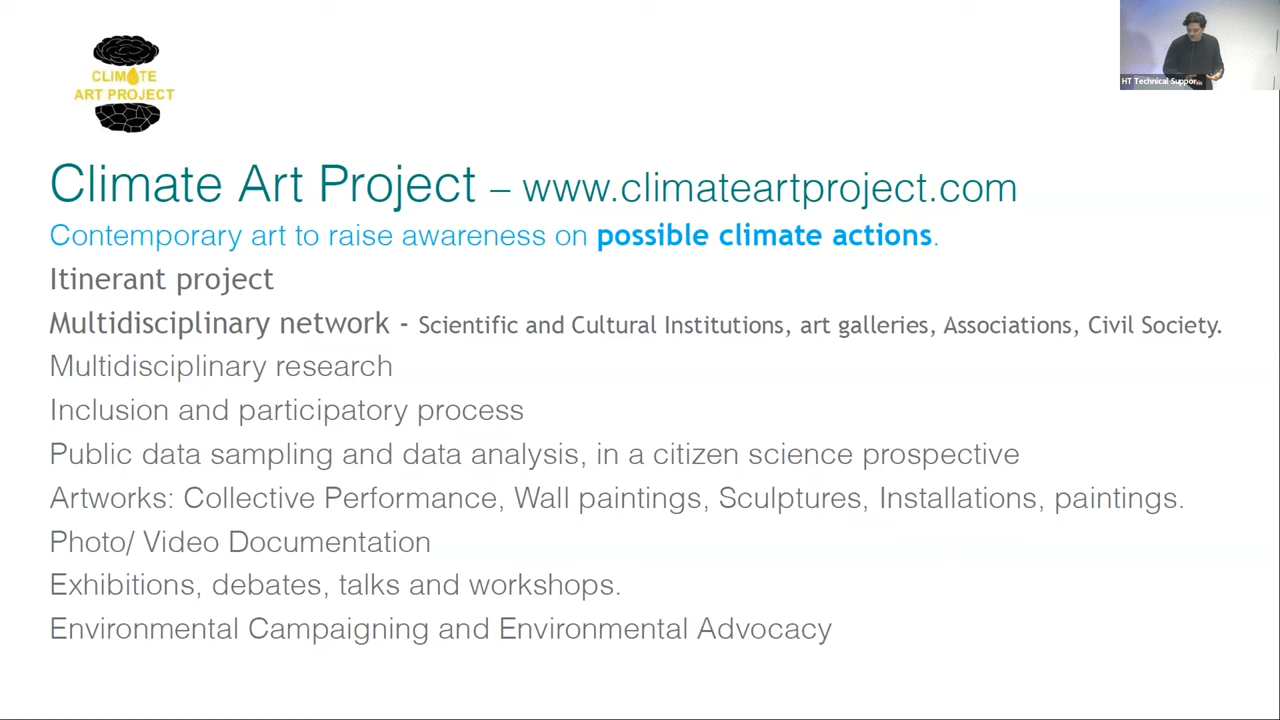 CLIMATE
ART PROJECT
HT Technical Suppor...
Climate Art Project – www.climateartproject.com
Contemporary art to raise awareness on possible climate actions.
Itinerant project
Multidisciplinary network - Scientific and Cultural Institutions, art galleries, Associations, Civil Society.
Multidisciplinary research
Inclusion and participatory process
Public data sampling and data analysis, in a citizen science prospective
Artworks: Collective Performance, Wall paintings, Sculptures, Installations, paintings.
Photo/ Video Documentation
Exhibitions, debates, talks and workshops.
Environmental Campaigning and Environmental Advocacy